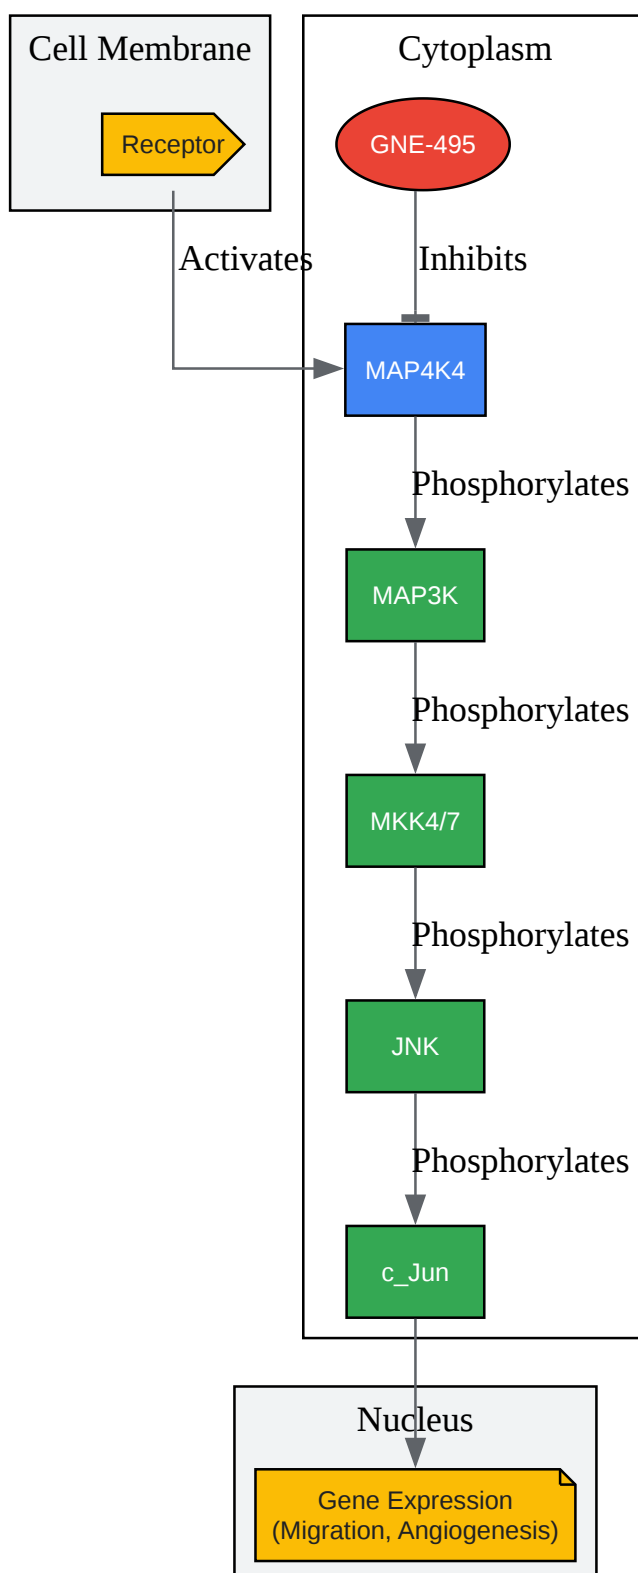 Cell Membrane
Cytoplasm
Receptor
GNE-495
Activates
Inhibits
MAP4K4
Phosphorylates
MAP3K
Phosphorylates
MKK4/7
Phosphorylates
JNK
Phosphorylates
c_Jun
Nucleus
Gene Expression
(Migration, Angiogenesis)